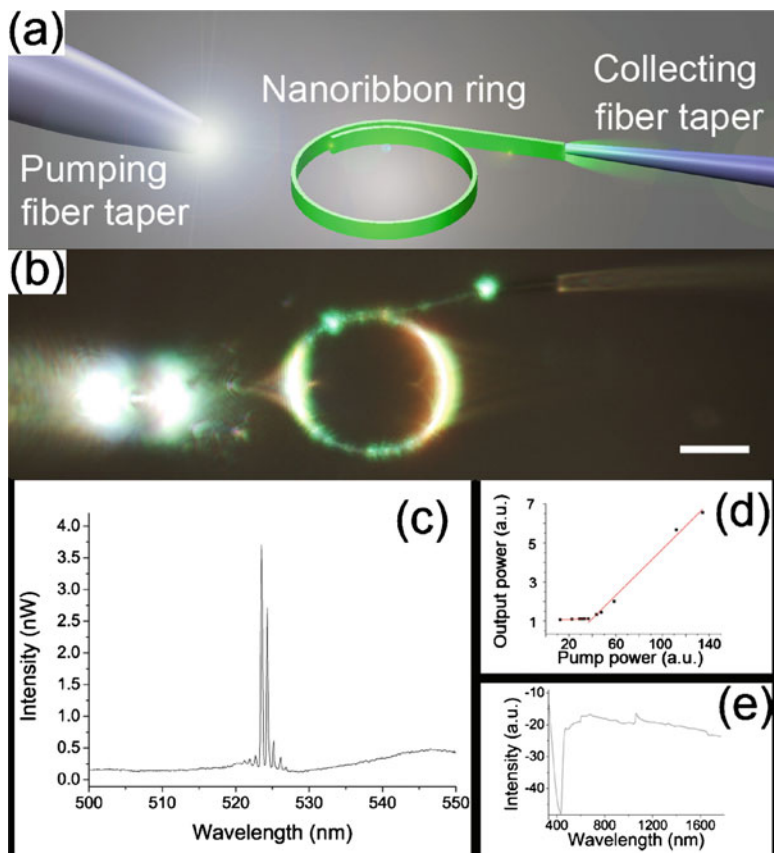 (a)
Nanoribbon ring
Collecting
fiber taper
Pumping
fiber taper
(b)
(c)
4.0
3.5
3.0
2.5
2.0
1.5
1.0
0.5
0.0
Intensity (nW)
500
510
520
530
540
550
Wavelength (nm)
(d)
7
5
3
1
Output power (a.u.)
20
60
100
140
Pump power (a.u.)
(e)
-10
-20
-30
-40
Intensity (a.u.)
400
800
1200
1600
Wavelength (nm)